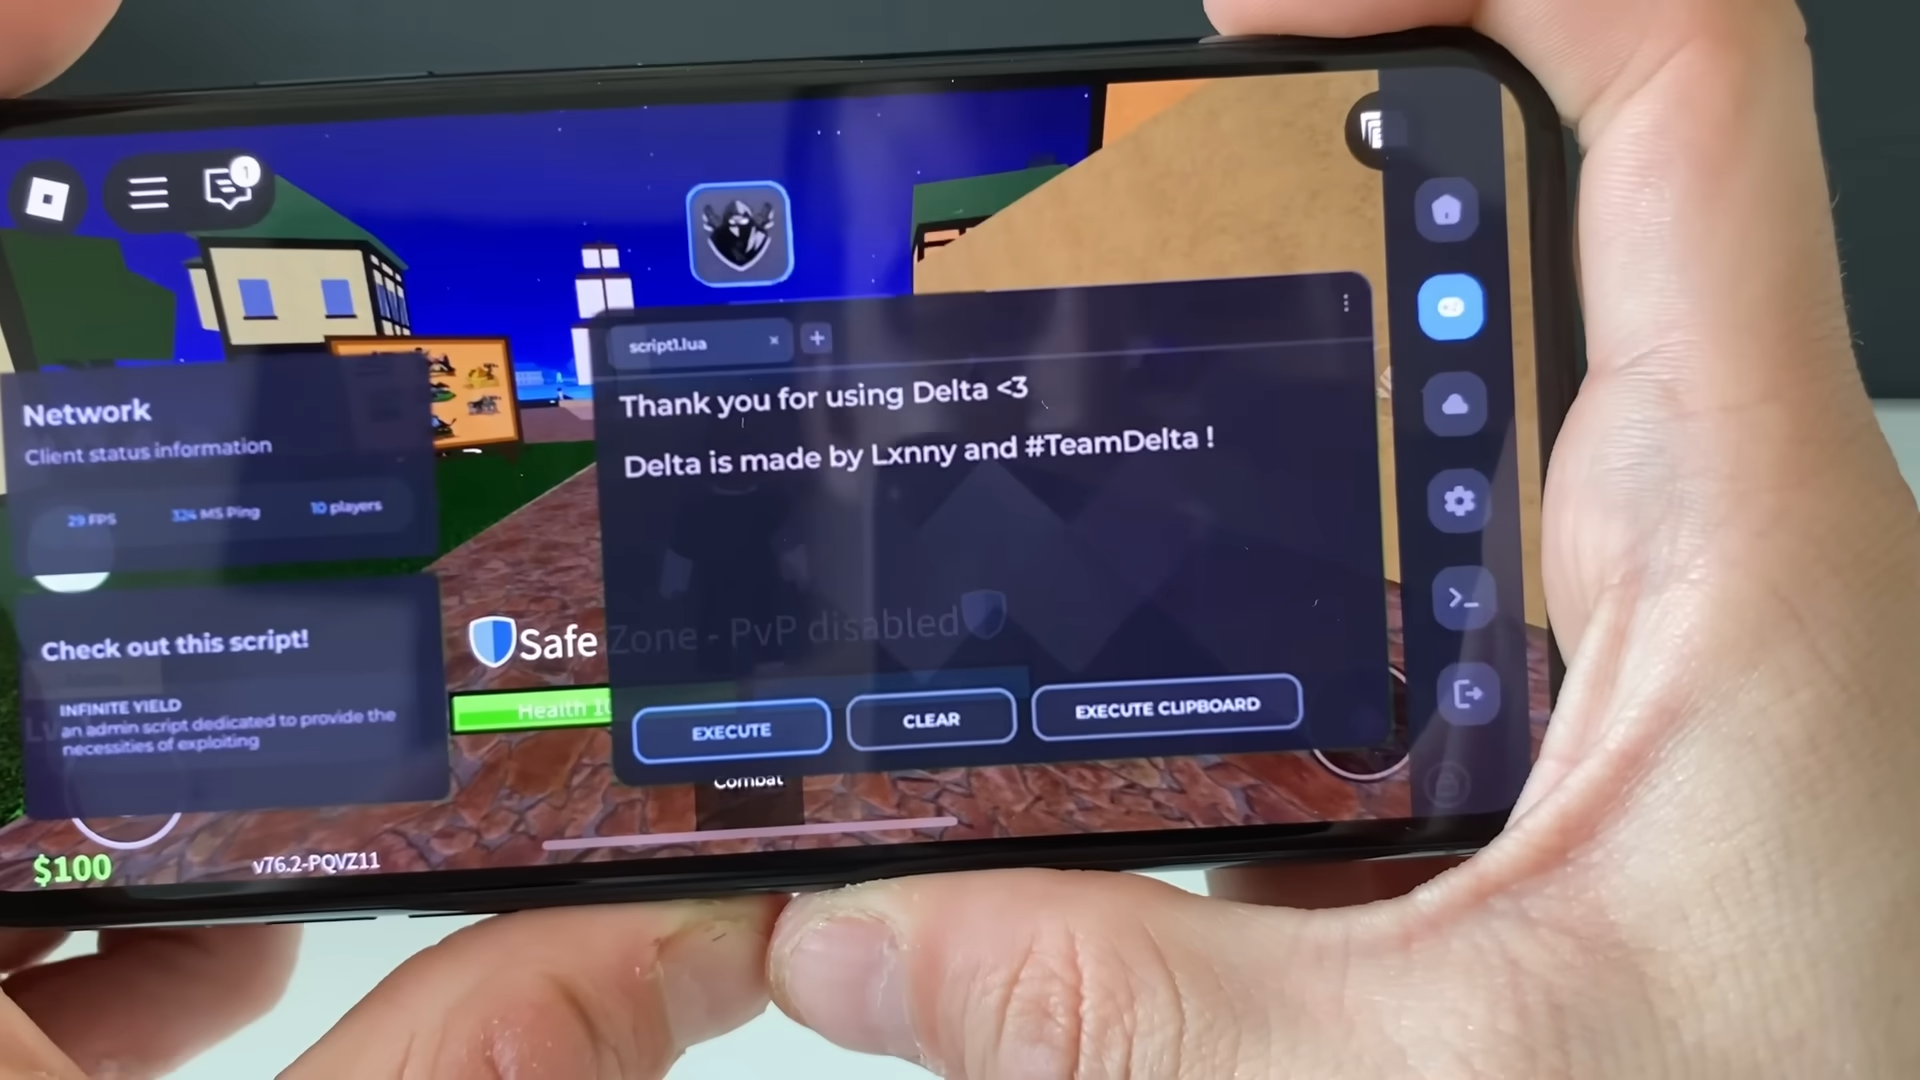 1
script1.lua
Thank you for using Delta <3
Delta is made by Lxnny and #TeamDelta !
Network
Client status information
29 FPS 324 MS Ping 10 players
Check out this script!
INFINITE YIELD
an admin script dedicated to provide the
necessities of exploiting
Safe Zone - PvP disabled
Health
EXECUTE CLEAR EXECUTE CLIPBOARD
Combat
$100
v76.2-PQVZ11